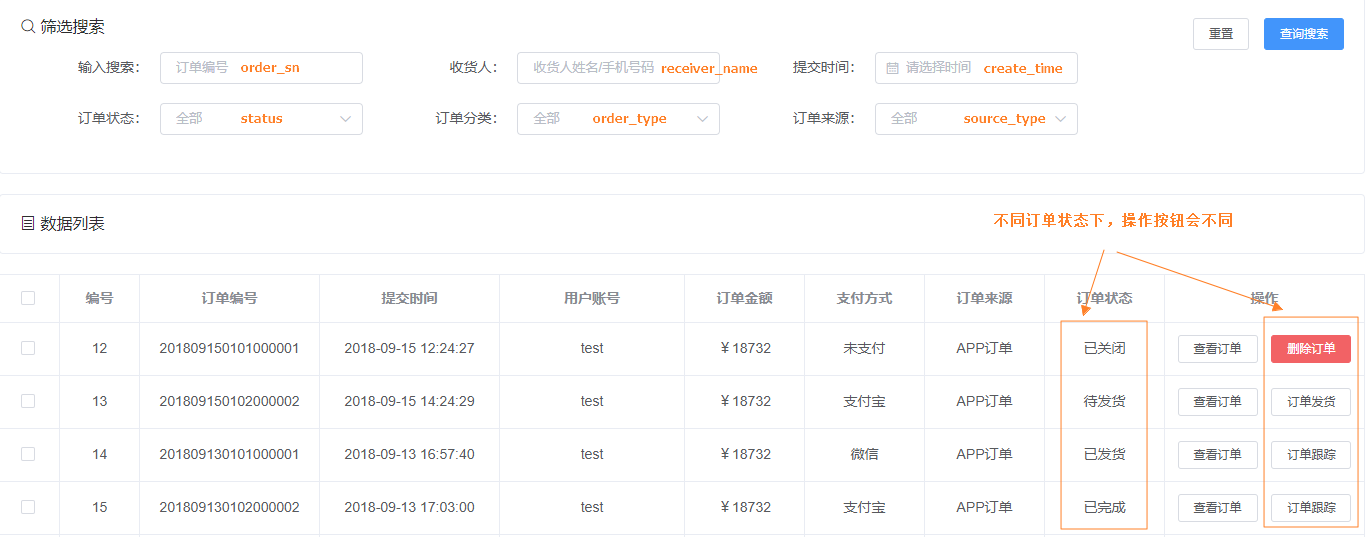 筛选搜索
重置 查询搜索
输入搜索： 订单编号 order_sn 收货人： 收货人姓名/手机号码 receiver_name 提交时间： 请选择时间 create_time
订单状态： 全部 status 订单分类： 全部 order_type 订单来源： 全部 source_type
数据列表
不同订单状态下，操作按钮会不同
编号 订单编号 提交时间 用户账号 订单金额 支付方式 订单来源 订单状态 操作
12 201809150101000001 2018-09-15 12:24:27 test ￥18732 未支付 APP订单 已关闭 查看订单 删除订单
13 201809150102000002 2018-09-15 14:24:29 test ￥18732 支付宝 APP订单 待发货 查看订单 订单发货
14 201809130101000001 2018-09-13 16:57:40 test ￥18732 微信 APP订单 已发货 查看订单 订单跟踪
15 201809130102000002 2018-09-13 17:03:00 test ￥18732 支付宝 APP订单 已完成 查看订单 订单跟踪